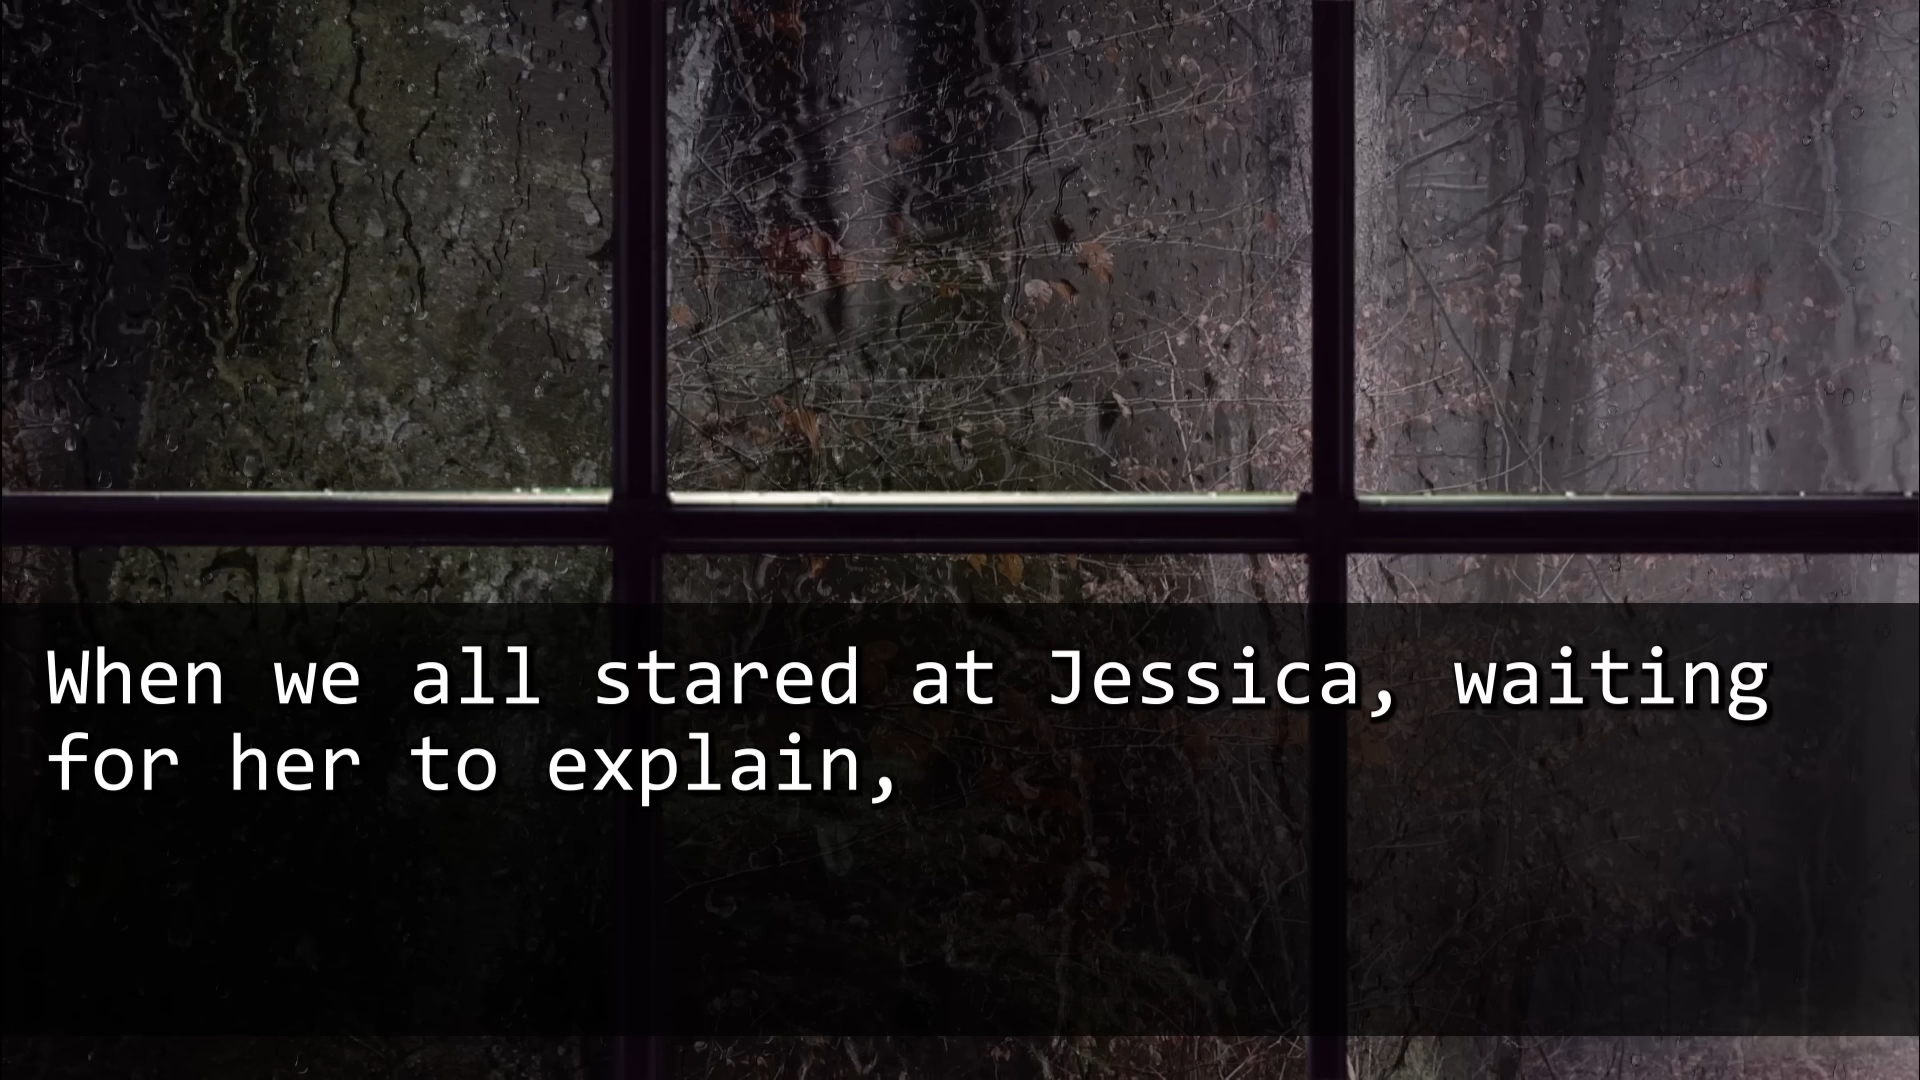 When we all stared at Jessica, waiting
for her to explain,